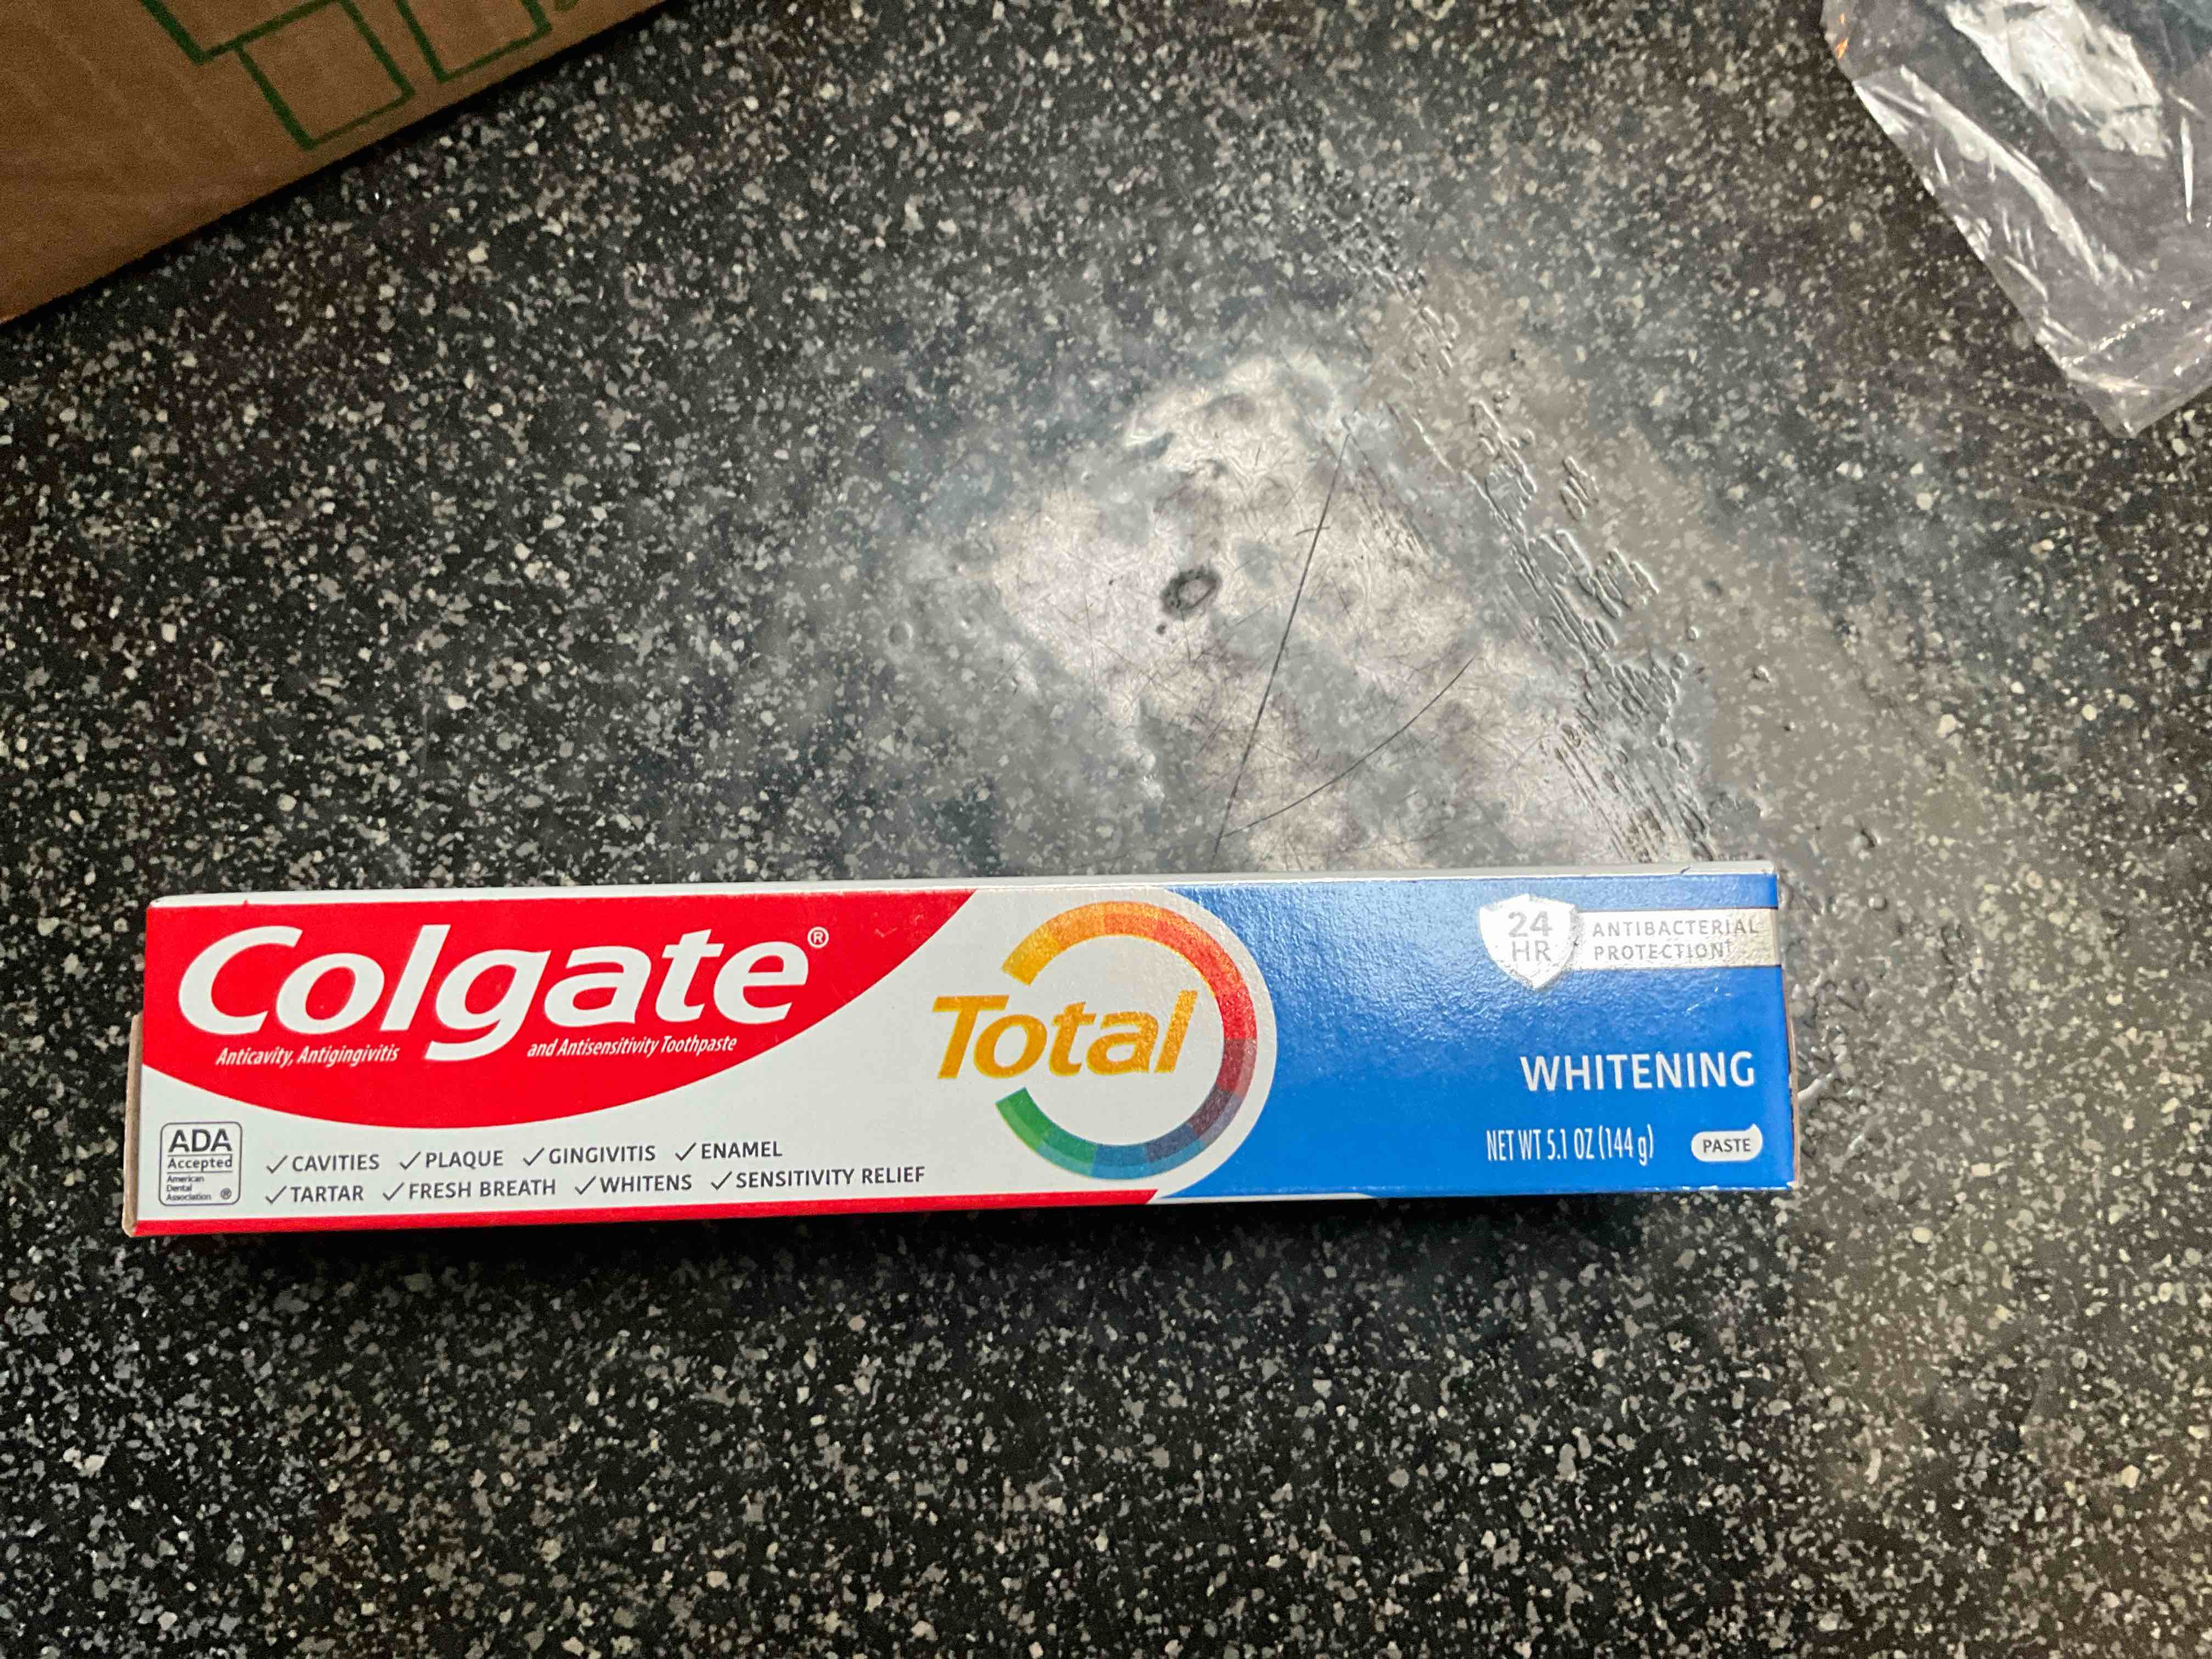 Colgate®
Anticavity, Antigingivitis and Antisensitivity Toothpaste
ADA
Accepted
American
Dental
Association ®
✓CAVITIES ✓PLAQUE ✓GINGIVITIS ✓ENAMEL
✓TARTAR ✓FRESH BREATH ✓WHITENS ✓SENSITIVITY RELIEF
Total
24
HR
ANTIBACTERIAL
PROTECTION†
WHITENING
NET WT 5.1 OZ (144 g)
PASTE